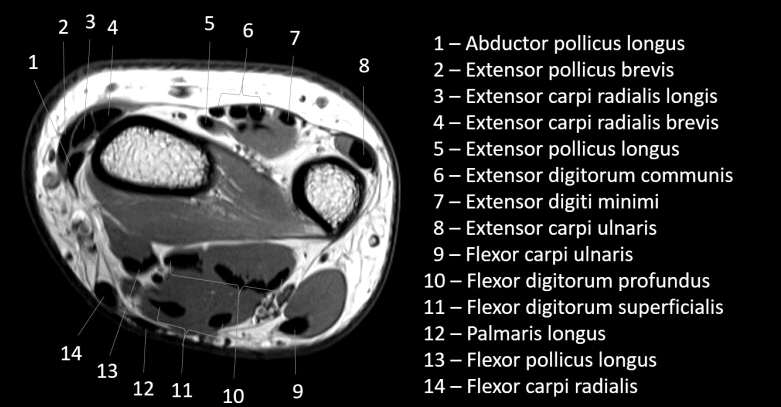 1 2 3 4 5 6 7 8
14 13 12 11 10 9
1 – Abductor pollicus longus
2 – Extensor pollicus brevis
3 – Extensor carpi radialis longis
4 – Extensor carpi radialis brevis
5 – Extensor pollicus longus
6 – Extensor digitorum communis
7 – Extensor digiti minimi
8 – Extensor carpi ulnaris
9 – Flexor carpi ulnaris
10 – Flexor digitorum profundus
11 – Flexor digitorum superficialis
12 – Palmaris longus
13 – Flexor pollicus longus
14 – Flexor carpi radialis